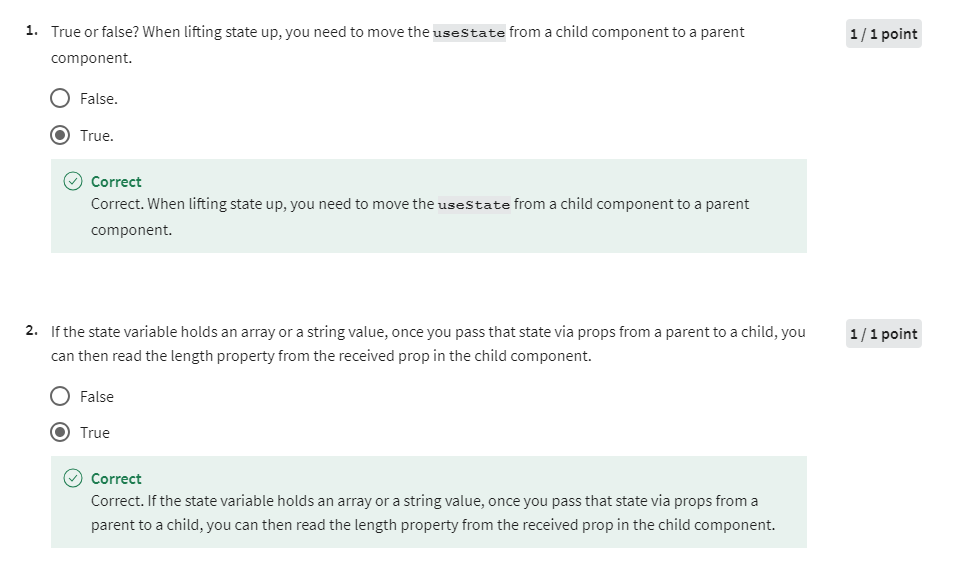 1. True or false? When lifting state up, you need to move the useState from a child component to a parent
component.
1 / 1 point
False.
True.
Correct
Correct. When lifting state up, you need to move the useState from a child component to a parent
component.
2. If the state variable holds an array or a string value, once you pass that state via props from a parent to a child, you
can then read the length property from the received prop in the child component.
1 / 1 point
False
True
Correct
Correct. If the state variable holds an array or a string value, once you pass that state via props from a
parent to a child, you can then read the length property from the received prop in the child component.